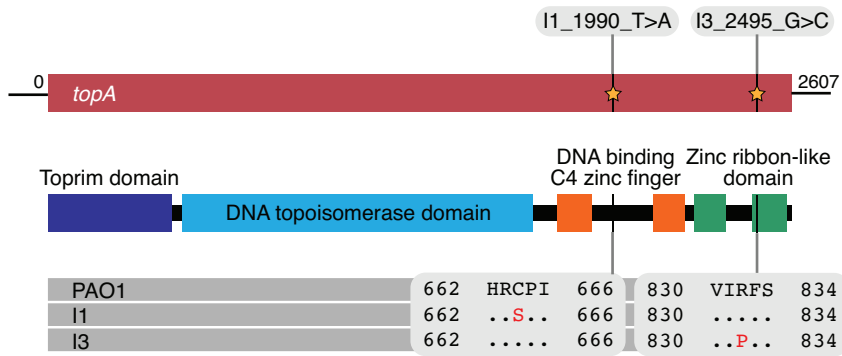 I1_1990_T>A I3_2495_G>C
0 topA 2607
Toprim domain
DNA topoisomerase domain
DNA binding
C4 zinc finger
Zinc ribbon-like
domain
PAO1 662 HRCPI 666 830 VIRFS 834
I1 662 ..S.. 666 830 ..... 834
I3 662 ..... 666 830 ..P.. 834